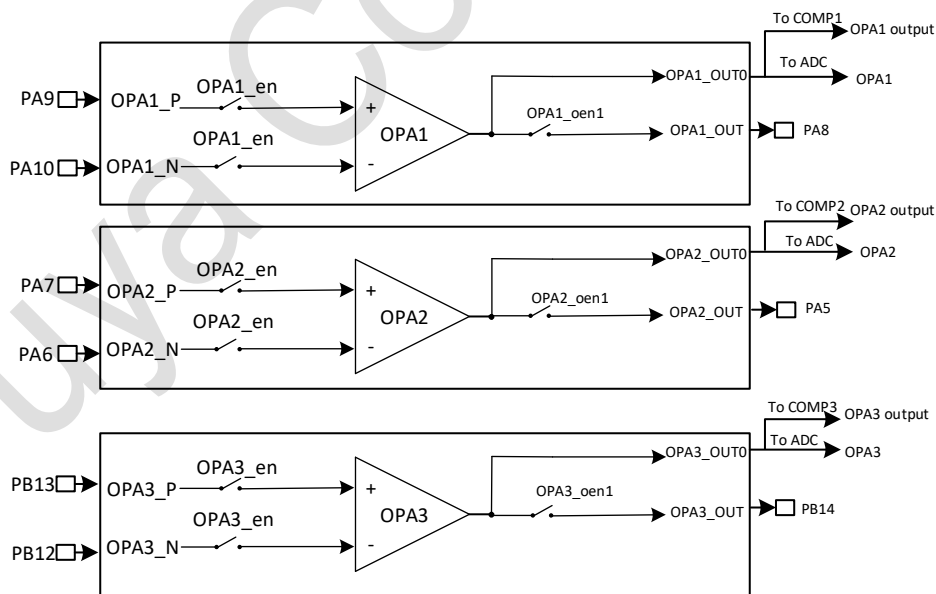 To COMP1
OPA1 output
To ADC
OPA1
PA9
OPA1_P
OPA1_en
+
OPA1
OPA1_OUT0
OPA1_en
OPA1_oen1
OPA1_OUT
PA8
PA10
OPA1_N
-
To COMP2
OPA2 output
To ADC
OPA2
PA7
OPA2_P
OPA2_en
+
OPA2
OPA2_OUT0
OPA2_en
OPA2_oen1
OPA2_OUT
PA5
PA6
OPA2_N
-
To COMP3
OPA3 output
To ADC
OPA3
PB13
OPA3_P
OPA3_en
+
OPA3
OPA3_OUT0
OPA3_en
OPA3_oen1
OPA3_OUT
PB14
PB12
OPA3_N
-
uya Co